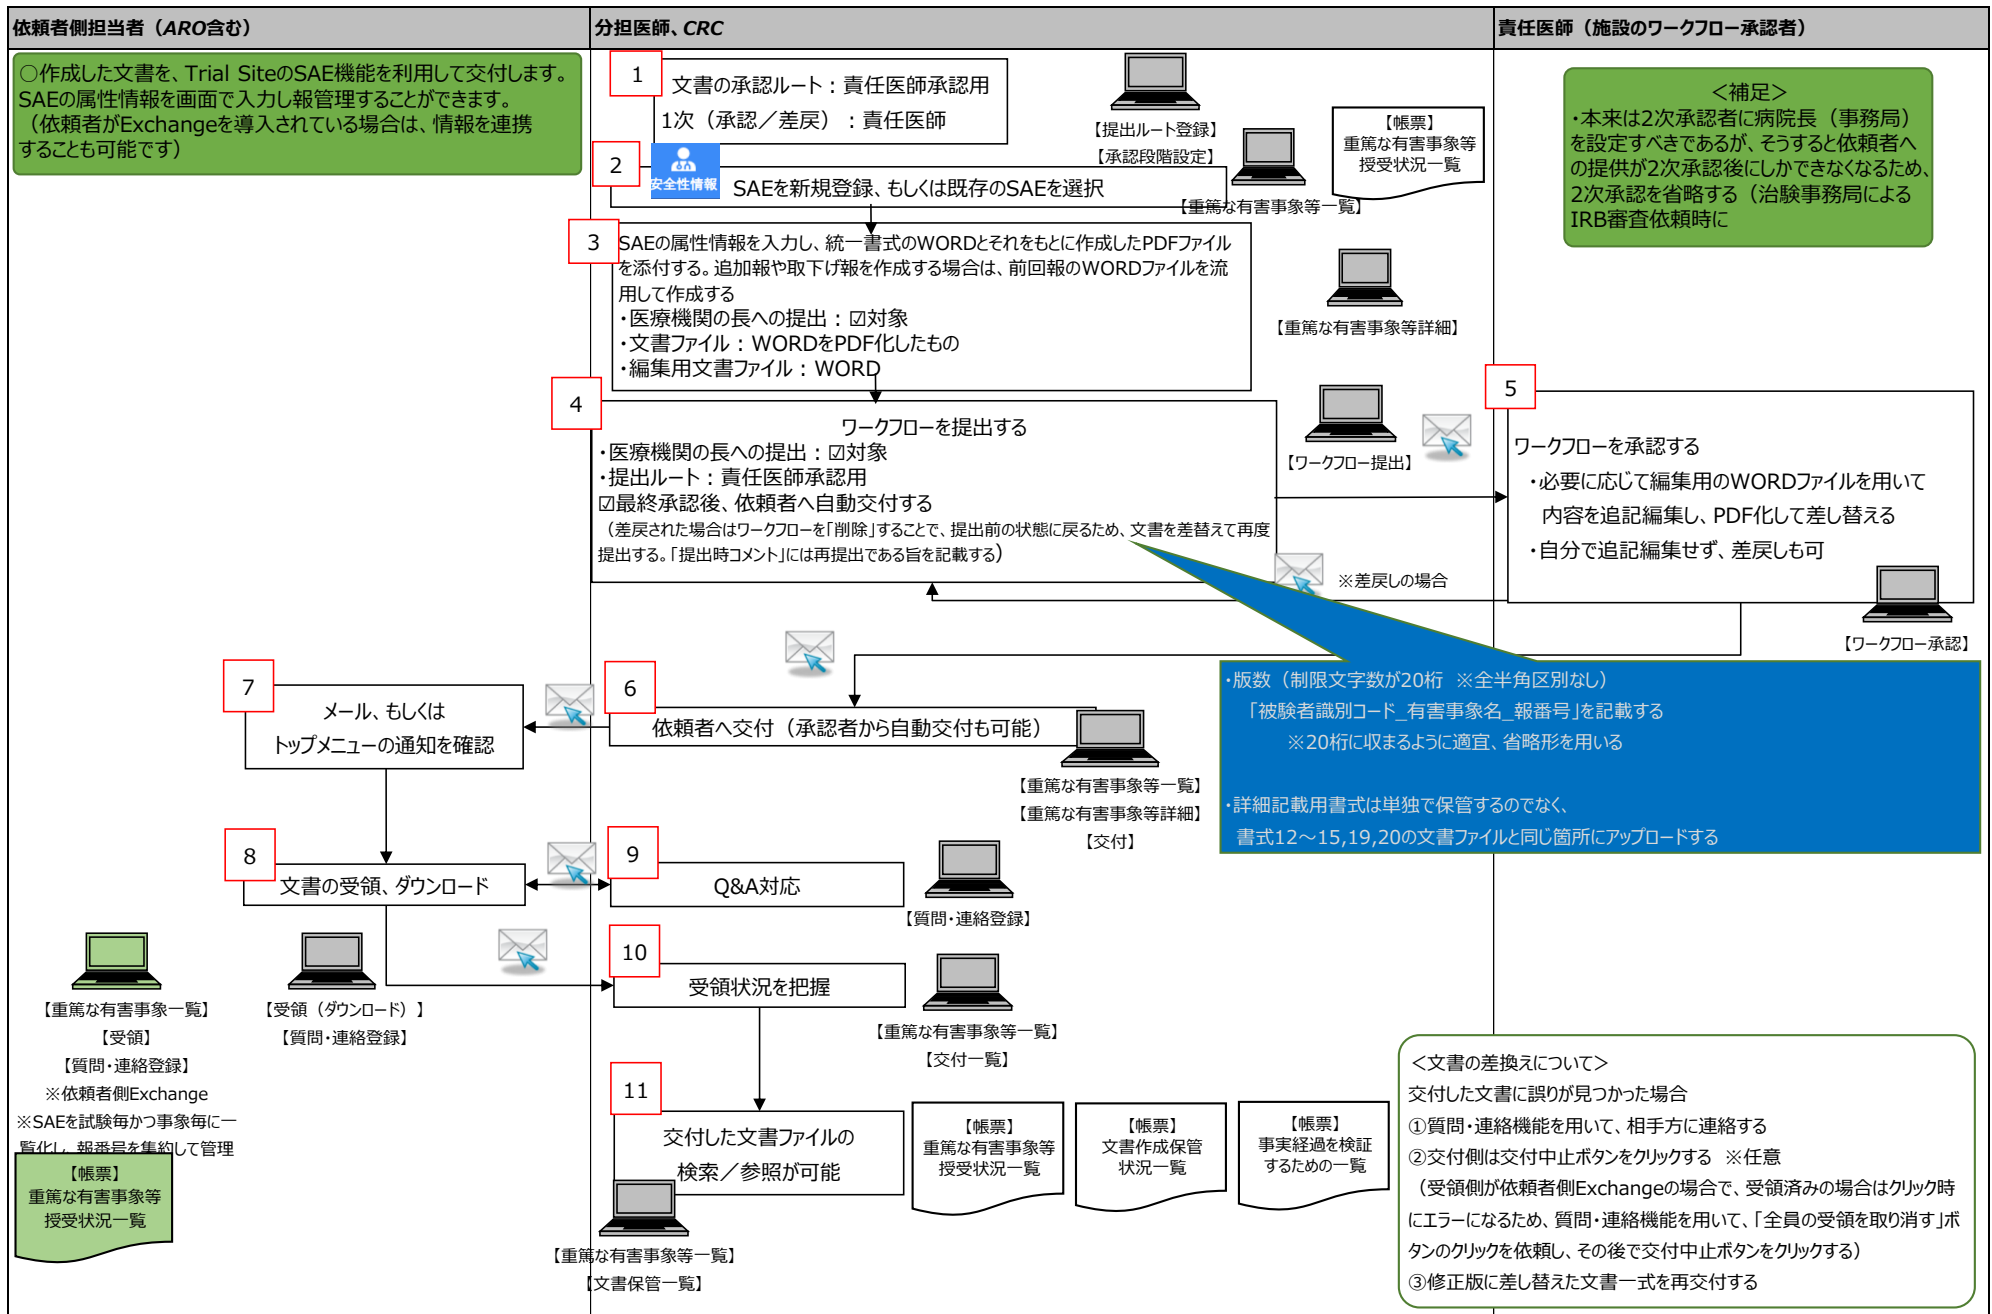 依頼者側担当者（ARO含む）
分担医師、CRC
責任医師（施設のワークフロー承認者）
○作成した文書を、Trial SiteのSAE機能を利用して交付します。
SAEの属性情報を画面で入力し報管理することができます。
（依頼者がExchangeを導入されている場合は、情報を連携
することも可能です）
1
文書の承認ルート：責任医師承認用
1次（承認／差戻）：責任医師
【提出ルート登録】
【承認段階設定】
【重篤な有害事象等一覧】
【帳票】
重篤な有害事象等
授受状況一覧
＜補足＞
・本来は2次承認者に病院長（事務局）
を設定すべきであるが、そうすると依頼者へ
の提供が2次承認後にしかできなくなるため、
2次承認を省略する（治験事務局による
IRB審査依頼時に
2
安全性情報
SAEを新規登録、もしくは既存のSAEを選択
3
SAEの属性情報を入力し、統一書式のWORDとそれをもとに作成したPDFファイル
を添付する。追加報や取下げ報を作成する場合は、前回報のWORDファイルを流
用して作成する
・医療機関の長への提出：☑対象
・文書ファイル：WORDをPDF化したもの
・編集用文書ファイル：WORD
【重篤な有害事象等詳細】
4
ワークフローを提出する
・医療機関の長への提出：☑対象
・提出ルート：責任医師承認用
☑最終承認後、依頼者へ自動交付する
（差戻された場合はワークフローを「削除」することで、提出前の状態に戻るため、文書を差替えて再度
提出する。「提出時コメント」には再提出である旨を記載する）
【ワークフロー提出】
5
ワークフローを承認する
・必要に応じて編集用のWORDファイルを用いて
内容を追記編集し、PDF化して差し替える
・自分で追記編集せず、差戻しも可
※差戻しの場合
【ワークフロー承認】
・版数（制限文字数が20桁　※全半角区別なし）
「被験者識別コード_有害事象名_報番号」を記載する
※20桁に収まるように適宜、省略形を用いる
・詳細記載用書式は単独で保管するのでなく、
書式12～15,19,20の文書ファイルと同じ箇所にアップロードする
6
依頼者へ交付（承認者から自動交付も可能）
【重篤な有害事象等一覧】
【重篤な有害事象等詳細】
【交付】
7
メール、もしくは
トップメニューの通知を確認
8
文書の受領、ダウンロード
9
Q&A対応
【質問・連絡登録】
【重篤な有害事象一覧】
【受領】
【質問・連絡登録】
※依頼者側Exchange
※SAEを試験毎かつ事象毎に一
覧化し、報番号を集約して管理
【帳票】
重篤な有害事象等
授受状況一覧
【受領（ダウンロード）】
【質問・連絡登録】
10
受領状況を把握
【重篤な有害事象等一覧】
【交付一覧】
11
交付した文書ファイルの
検索／参照が可能
【重篤な有害事象等一覧】
【文書保管一覧】
【帳票】
重篤な有害事象等
授受状況一覧
【帳票】
文書作成保管
状況一覧
【帳票】
事実経過を検証
するための一覧
＜文書の差換えについて＞
交付した文書に誤りが見つかった場合
①質問・連絡機能を用いて、相手方に連絡する
②交付側は交付中止ボタンをクリックする　※任意
（受領側が依頼者側Exchangeの場合で、受領済みの場合はクリック時
にエラーになるため、質問・連絡機能を用いて、「全員の受領を取り消す」ボ
タンのクリックを依頼し、その後で交付中止ボタンをクリックする）
③修正版に差し替えた文書一式を再交付する